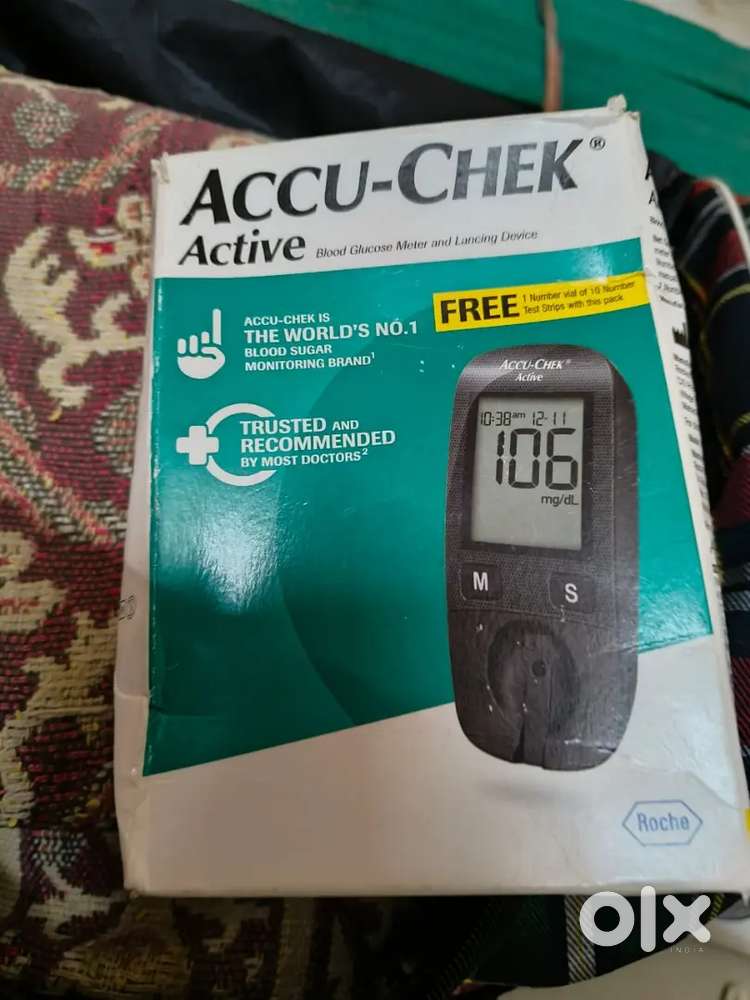 ACCU-CHEK®
Active Blood Glucose Meter and Lancing Device
FREE 1 Number vial of 10 Number
Test Strips with this pack
ACCU-CHEK IS
THE WORLD'S NO.1
BLOOD SUGAR
MONITORING BRAND¹
TRUSTED AND
RECOMMENDED
BY MOST DOCTORS²
ACCU-CHEK®
Active
10:38am 12-11
106
mg/dL
M S
Roche
olx
INDIA